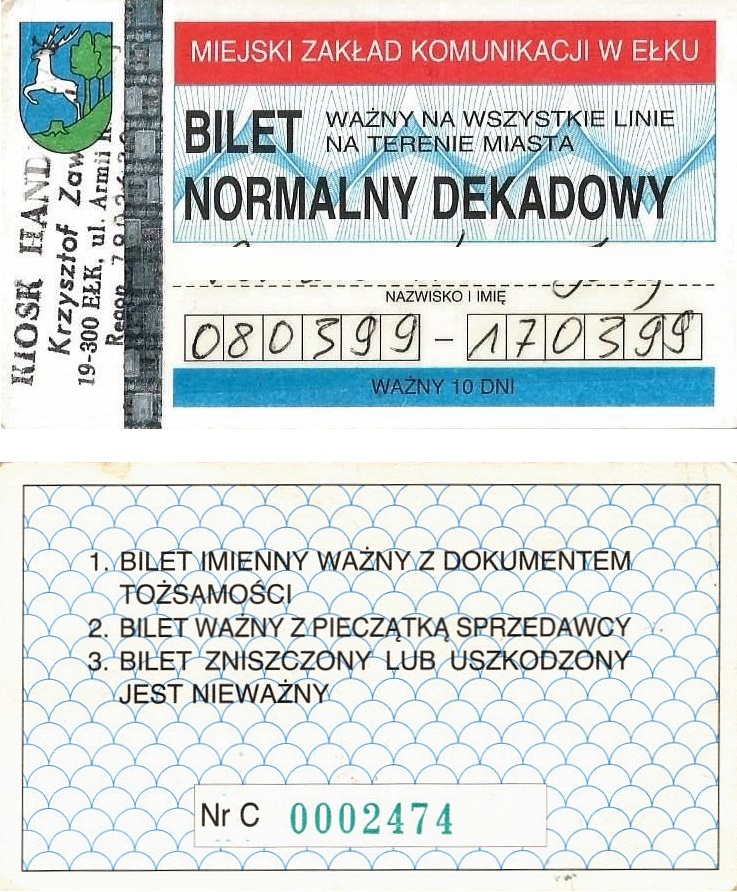 MIEJSKI ZAKŁAD KOMUNIKACJI W EŁKU
BILET WAŻNY NA WSZYSTKIE LINIE
NA TERENIE MIASTA
NORMALNY DEKADOWY
NAZWISKO I IMIĘ
080399 - 170399
WAŻNY 10 DNI
KIOSK HAND
Krzysztof Zaw
19-300 EŁK, ul. Armii
Regon
1. BILET IMIENNY WAŻNY Z DOKUMENTEM
TOŻSAMOŚCI
2. BILET WAŻNY Z PIECZĄTKĄ SPRZEDAWCY
3. BILET ZNISZCZONY LUB USZKODZONY
JEST NIEWAŻNY
Nr C 0002474